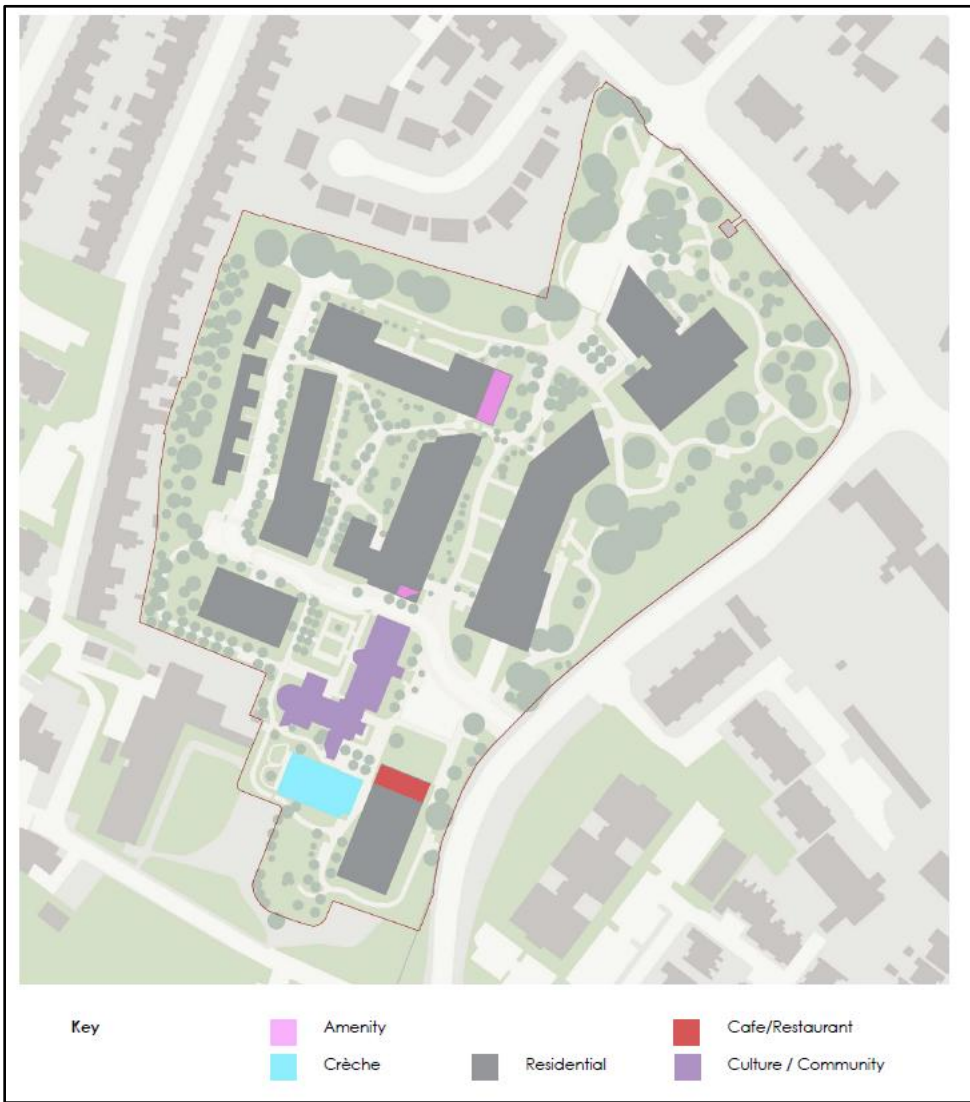 Key
Amenity
Cafe/Restaurant
Crèche
Residential
Culture / Community